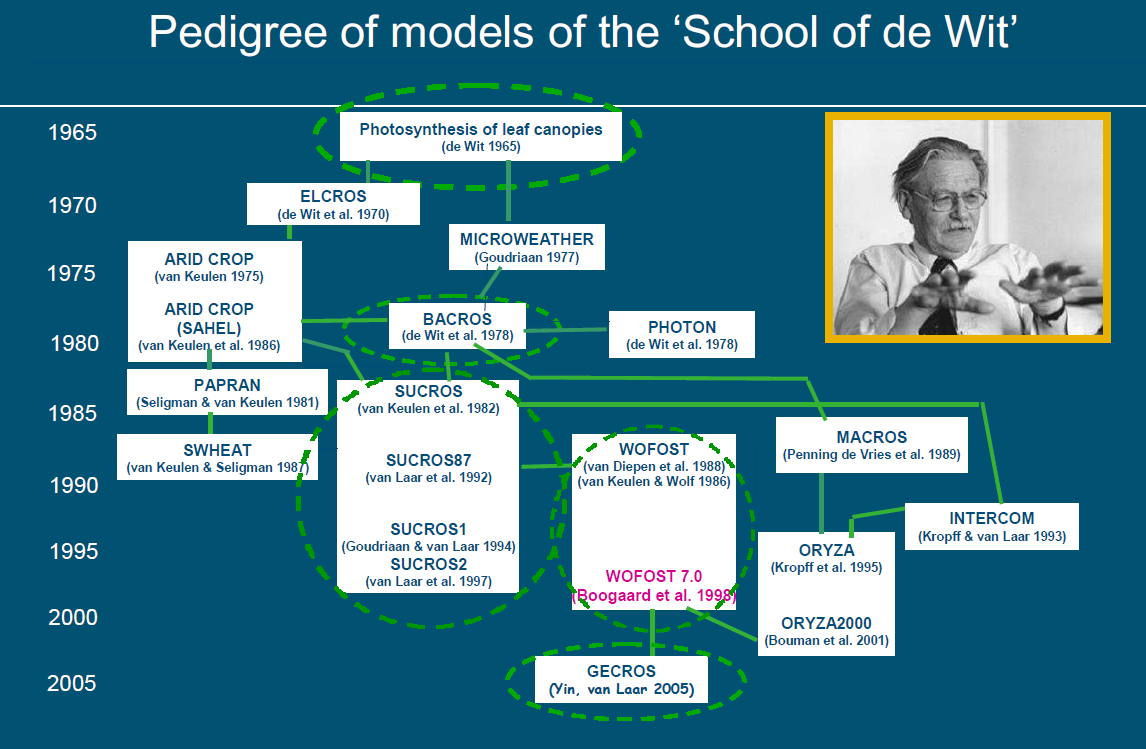 Pedigree of models of the ‘School of de Wit’
1965
Photosynthesis of leaf canopies
(de Wit 1965)
1970
ELCROS
(de Wit et al. 1970)
MICROWEATHER
(Goudriaan 1977)
1975
ARID CROP
(van Keulen 1975)
ARID CROP
(SAHEL)
(van Keulen et al. 1986)
BACROS
(de Wit et al. 1978)
PHOTON
(de Wit et al. 1978)
1980
PAPRAN
(Seligman & van Keulen 1981)
SUCROS
(van Keulen et al. 1982)
1985
SWHEAT
(van Keulen & Seligman 1987)
SUCROS87
(van Laar et al. 1992)
WOFOST
(van Diepen et al. 1988)
(van Keulen & Wolf 1986)
MACROS
(Penning de Vries et al. 1989)
1990
INTERCOM
(Kropff & van Laar 1993)
SUCROS1
(Goudriaan & van Laar 1994)
SUCROS2
(van Laar et al. 1997)
1995
ORYZA
(Kropff et al. 1995)
WOFOST 7.0
(Boogaard et al. 1998)
2000
ORYZA2000
(Bouman et al. 2001)
2005
GECROS
(Yin, van Laar 2005)